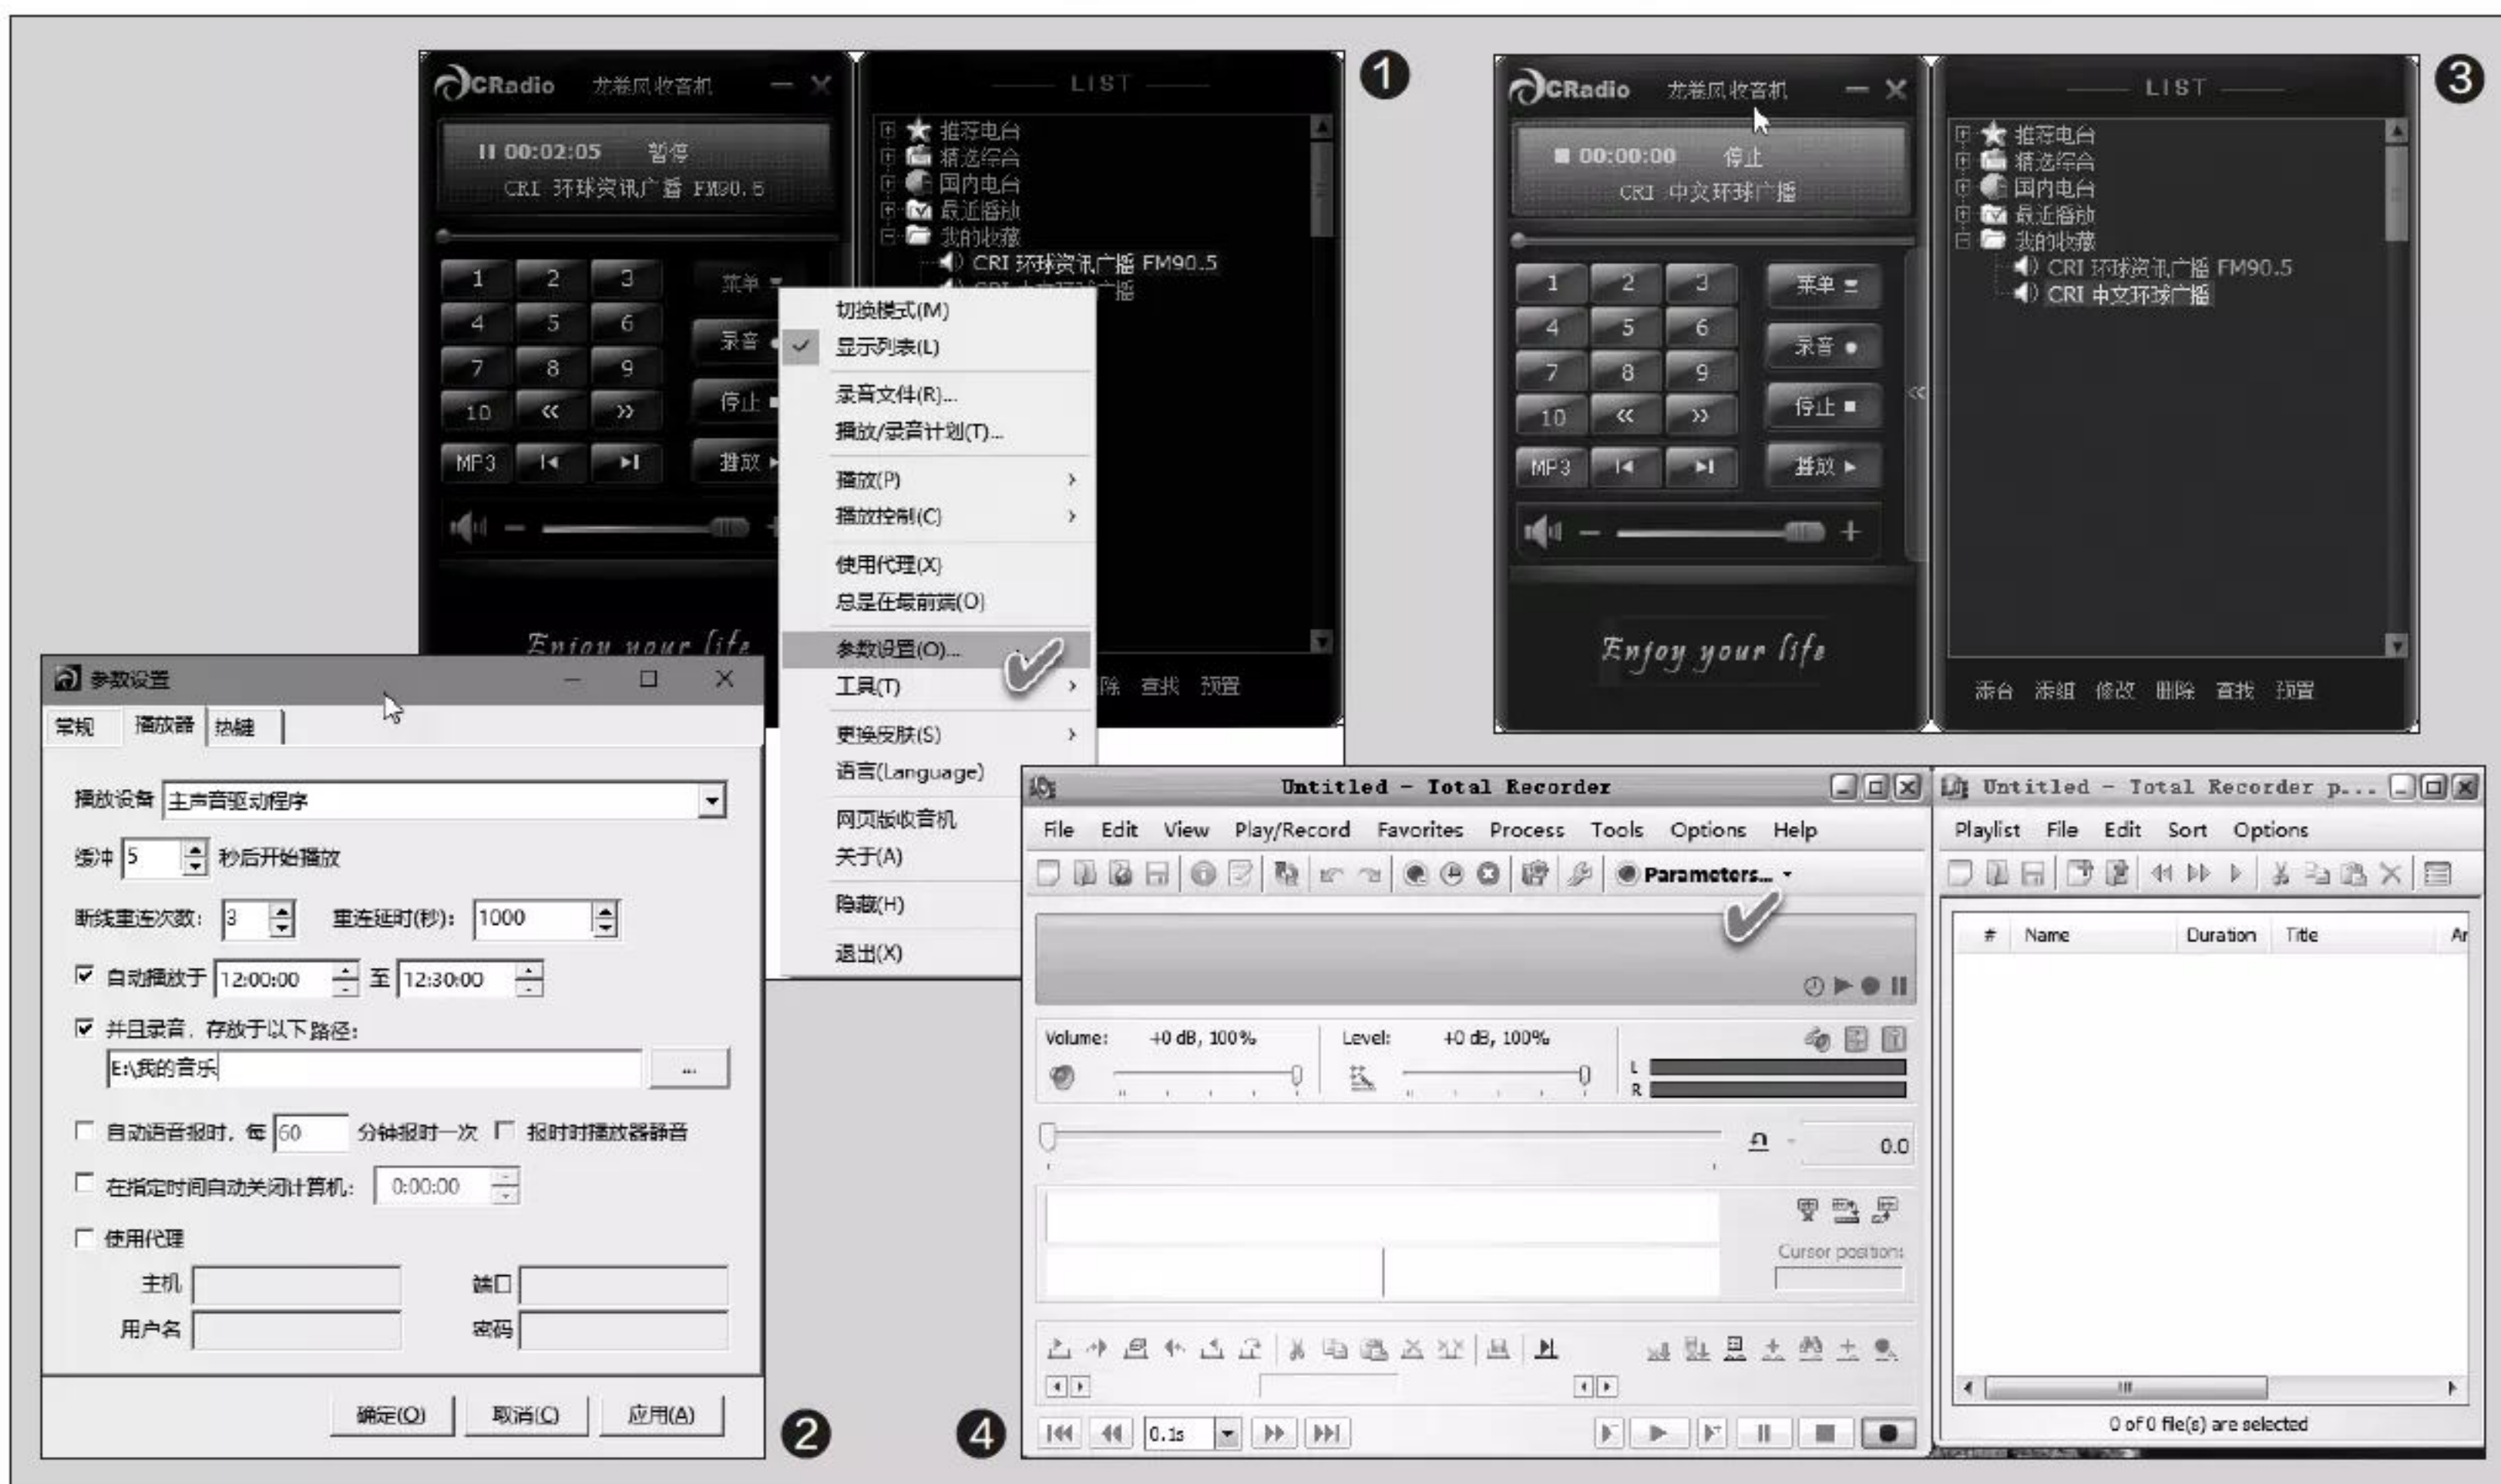 1
CRadio 龙卷风收音机
II 00:02:05 暂停
CRI 环球资讯广播 FM90.5
1 2 3 菜单
4 5 6 录音
7 8 9
10 << >> 停止
MP3 播放
Enjoy your life
LIST
推荐电台
精选综合
国内电台
最近播放
我的收藏
CRI 环球资讯广播 FM90.5
CRI 中文环球广播
除 查找 预置
切换模式(M)
显示列表(L)
录音文件(R)...
播放/录音计划(T)...
播放(P)
播放控制(C)
使用代理(X)
总是在最前端(O)
参数设置(O)...
工具(T)
更换皮肤(S)
语言(Language)
网页版收音机
关于(A)
隐藏(H)
退出(X)
2
参数设置
常规 播放器 热键
播放设备 主声音驱动程序
缓冲 5 秒后开始播放
断线重连次数: 3 重连延时(秒): 1000
自动播放于 12:00:00 至 12:30:00
并且录音, 存放于以下路径:
E:\我的音乐 ...
自动语音报时, 每 60 分钟报时一次 报时时播放器静音
在指定时间自动关闭计算机: 0:00:00
使用代理
主机 端口
用户名 密码
确定(O) 取消(C) 应用(A)
3
CRadio 龙卷风收音机
00:00:00 停止
CRI 中文环球广播
1 2 3 菜单
4 5 6 录音
7 8 9
10 << >> 停止
MP3 播放
Enjoy your life
LIST
推荐电台
精选综合
国内电台
最近播放
我的收藏
CRI 环球资讯广播 FM90.5
CRI 中文环球广播
添台 添组 修改 删除 查找 预置
4
Untitled - Total Recorder
File Edit View Play/Record Favorites Process Tools Options Help
Parameters...
Volume: +0 dB, 100% Level: +0 dB, 100%
L
R
0.0
Cursor position:
0.1s
Untitled - Total Recorder p...
Playlist File Edit Sort Options
# Name Duration Title Ar
0 of 0 file(s) are selected